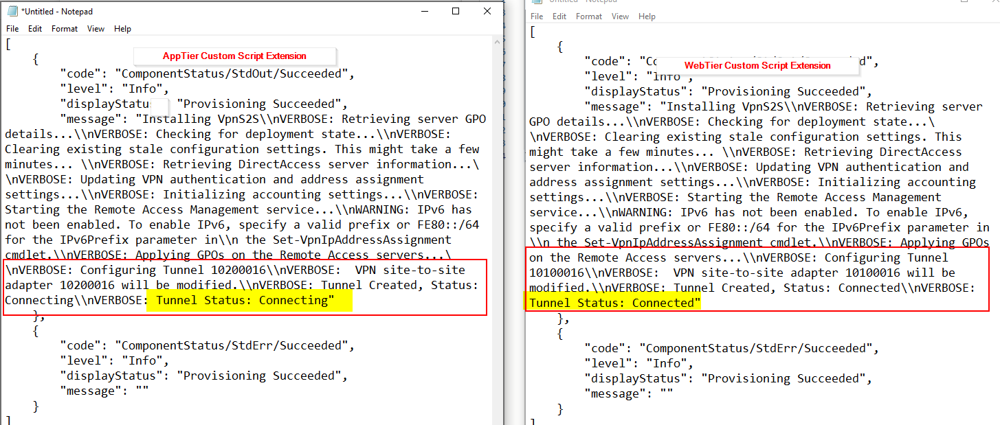 *Untitled - Notepad
File Edit Format View Help
[
{
AppTier Custom Script Extension
"code": "ComponentStatus/StdOut/Succeeded",
"level": "Info",
"displayStatu "Provisioning Succeeded",
"message": "Installing VpnS2S\\nVERBOSE: Retrieving server GPO
details...\\nVERBOSE: Checking for deployment state...\\nVERBOSE:
Clearing existing stale configuration settings. This might take a few
minutes... \\nVERBOSE: Retrieving DirectAccess server information...\
\nVERBOSE: Updating VPN authentication and address assignment
settings...\\nVERBOSE: Initializing accounting settings...\\nVERBOSE:
Starting the Remote Access Management service...\\nWARNING: IPv6 has
not been enabled. To enable IPv6, specify a valid prefix or FE80::/64
for the IPv6Prefix parameter in\\n the Set-VpnIpAddressAssignment
cmdlet.\\nVERBOSE: Applying GPOs on the Remote Access servers...\
\nVERBOSE: Configuring Tunnel 10200016\\nVERBOSE:  VPN site-to-site
adapter 10200016 will be modified.\\nVERBOSE: Tunnel Created, Status:
Connecting\\nVERBOSE: Tunnel Status: Connecting"
},
{
"code": "ComponentStatus/StdErr/Succeeded",
"level": "Info",
"displayStatus": "Provisioning Succeeded",
"message": ""
}
]
Untitled - Notepad
File Edit Format View Help
[
{
WebTier Custom Script Extension
"code": "Co d",
"level": "Info",
"displayStatus": "Provisioning Succeeded",
"message": "Installing VpnS2S\\nVERBOSE: Retrieving server
GPO details...\\nVERBOSE: Checking for deployment state...\
\nVERBOSE: Clearing existing stale configuration settings. This
might take a few minutes... \\nVERBOSE: Retrieving DirectAccess
server information...\\nVERBOSE: Updating VPN authentication and
address assignment settings...\\nVERBOSE: Initializing accounting
settings...\\nVERBOSE: Starting the Remote Access Management
service...\\nWARNING: IPv6 has not been enabled. To enable IPv6,
specify a valid prefix or FE80::/64 for the IPv6Prefix parameter in
\\n the Set-VpnIpAddressAssignment cmdlet.\\nVERBOSE: Applying GPOs
on the Remote Access servers...\\nVERBOSE: Configuring Tunnel
10100016\\nVERBOSE:  VPN site-to-site adapter 10100016 will be
modified.\\nVERBOSE: Tunnel Created, Status: Connected\\nVERBOSE:
Tunnel Status: Connected"
},
{
"code": "ComponentStatus/StdErr/Succeeded",
"level": "Info",
"displayStatus": "Provisioning Succeeded",
"message": ""
}
]